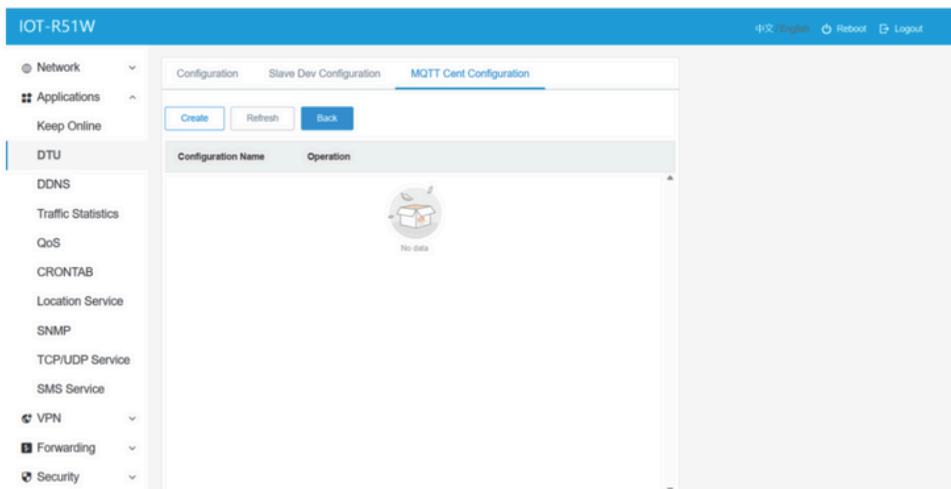 IOT-R51W
中文/English Reboot Logout
Network
Applications
Keep Online
DTU
DDNS
Traffic Statistics
QoS
CRONTAB
Location Service
SNMP
TCP/UDP Service
SMS Service
VPN
Forwarding
Security
Configuration Slave Dev Configuration MQTT Cent Configuration
Create Refresh Back
Configuration Name Operation
No data